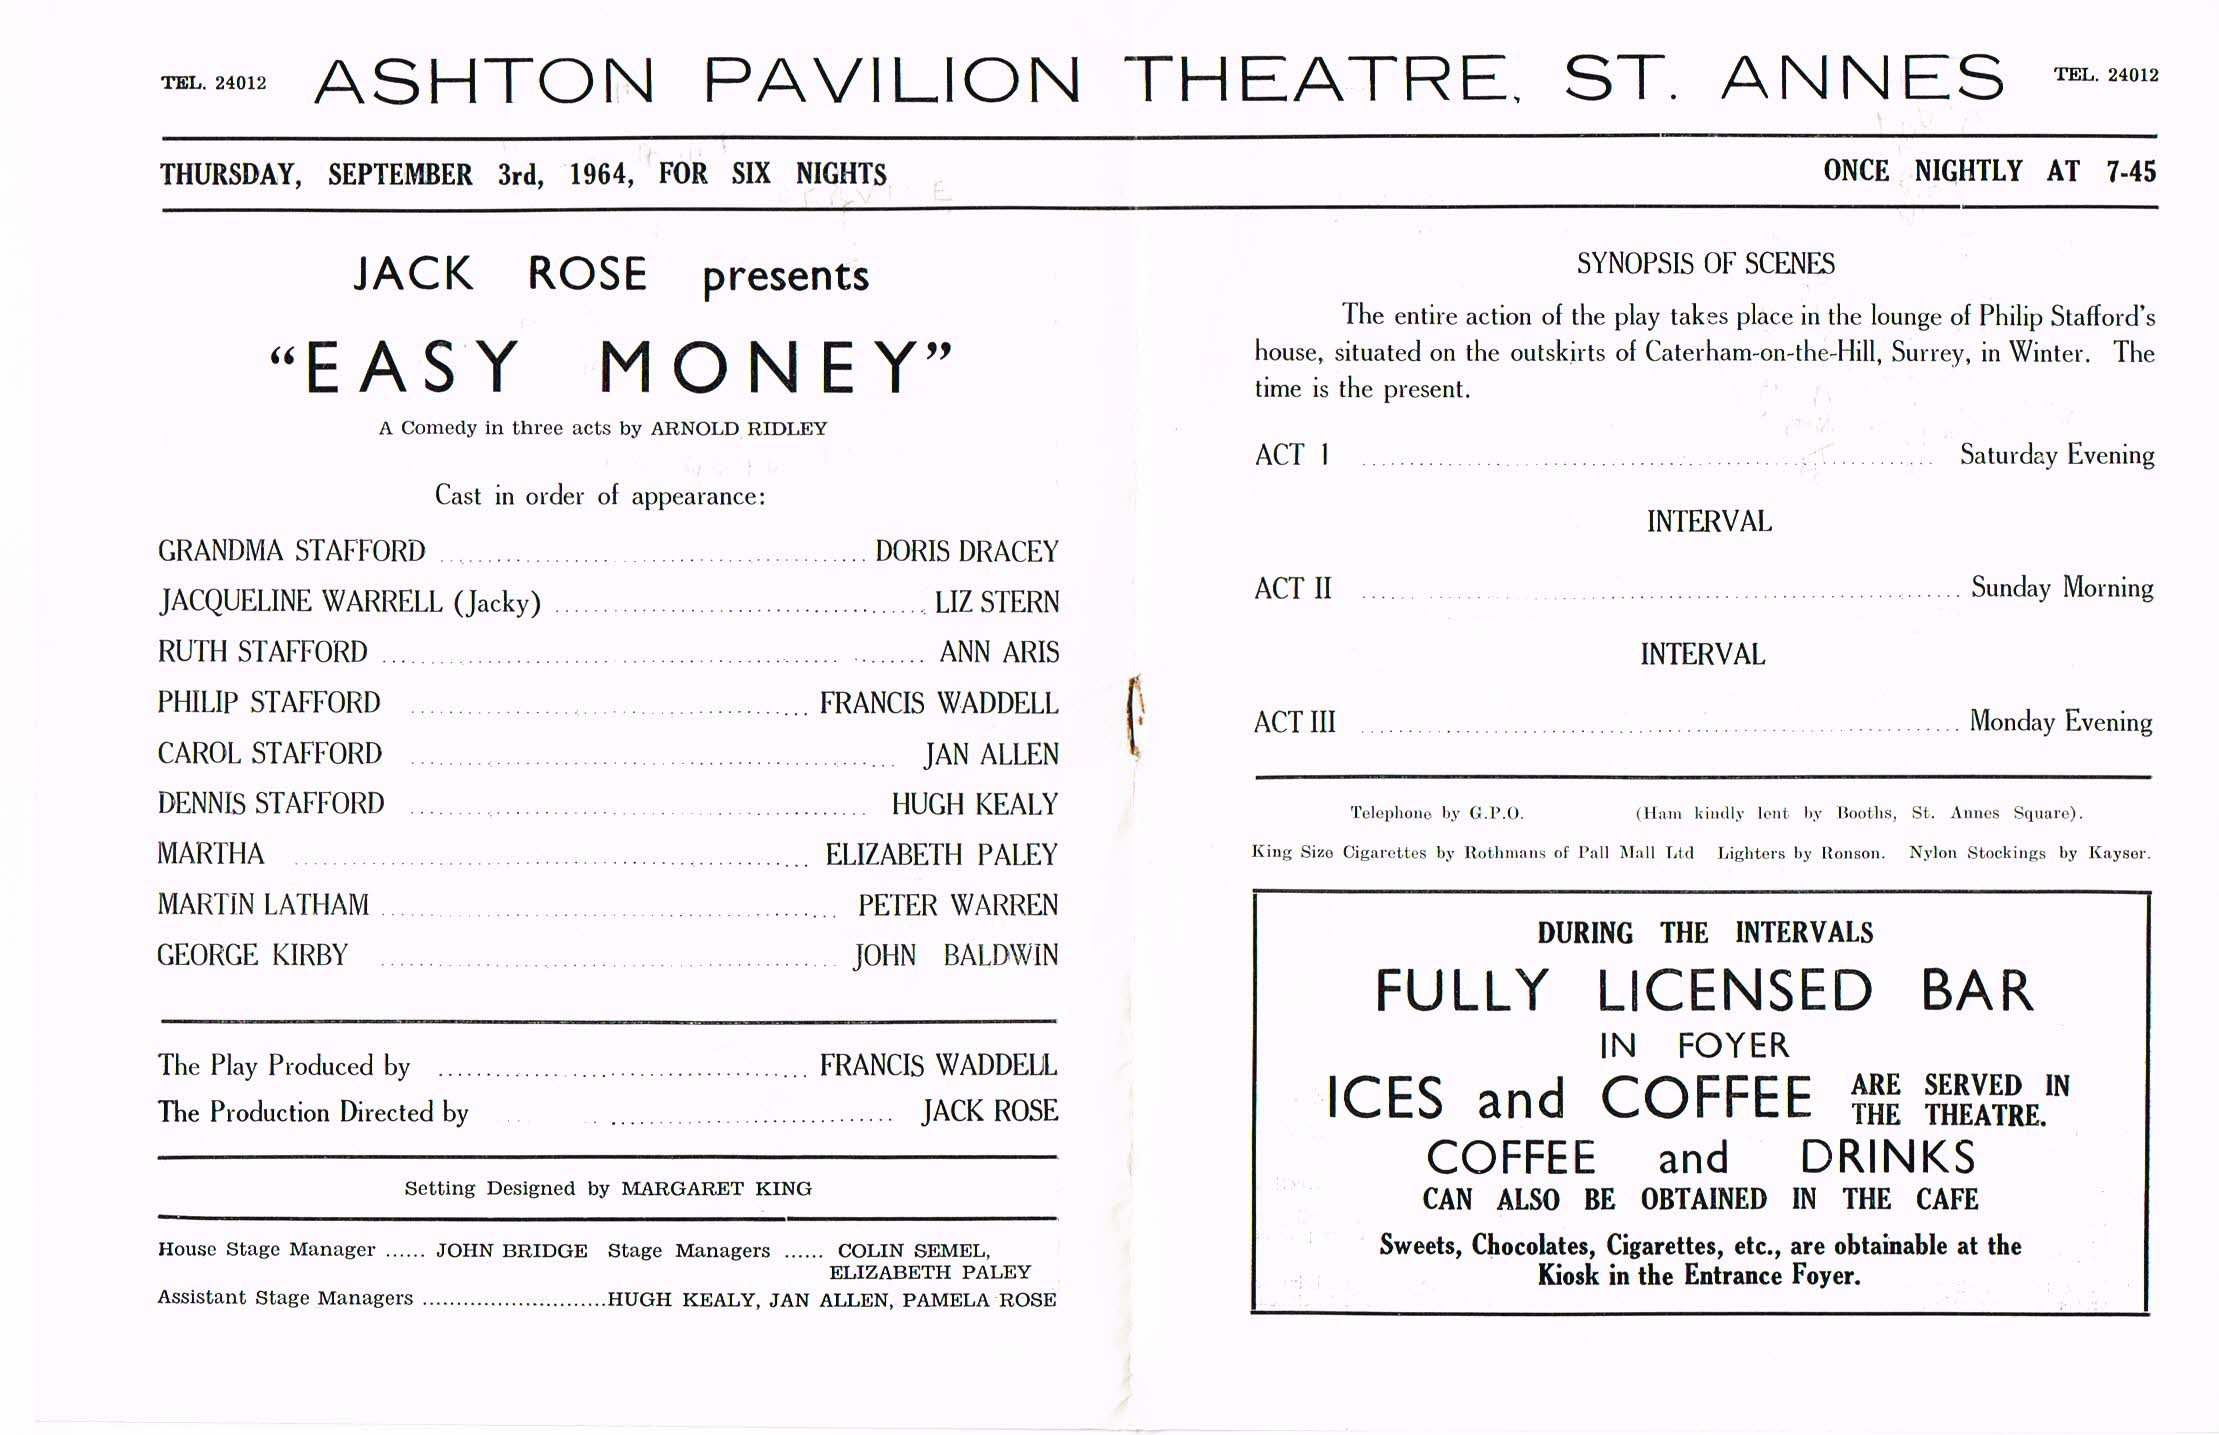 TEL. 24012 ASHTON PAVILION THEATRE, ST. ANNES TEL. 24012
THURSDAY, SEPTEMBER 3rd, 1964, FOR SIX NIGHTS ONCE NIGHTLY AT 7-45
JACK ROSE presents
"EASY MONEY"
A Comedy in three acts by ARNOLD RIDLEY
Cast in order of appearance:
GRANDMA STAFFORD .......... DORIS DRACEY
JACQUELINE WARRELL (Jacky) .......... LIZ STERN
RUTH STAFFORD .......... ANN ARIS
PHILIP STAFFORD .......... FRANCIS WADDELL
CAROL STAFFORD .......... JAN ALLEN
DENNIS STAFFORD .......... HUGH KEALY
MARTHA .......... ELIZABETH PALEY
MARTIN LATHAM .......... PETER WARREN
GEORGE KIRBY .......... JOHN BALDWIN
The Play Produced by .......... FRANCIS WADDELL
The Production Directed by .......... JACK ROSE
Setting Designed by MARGARET KING
House Stage Manager ...... JOHN BRIDGE Stage Managers ...... COLIN SEMEL,
ELIZABETH PALEY
Assistant Stage Managers .......... HUGH KEALY, JAN ALLEN, PAMELA ROSE
SYNOPSIS OF SCENES
The entire action of the play takes place in the lounge of Philip Stafford's
house, situated on the outskirts of Caterham-on-the-Hill, Surrey, in Winter. The
time is the present.
ACT I .......... Saturday Evening
INTERVAL
ACT II .......... Sunday Morning
INTERVAL
ACT III .......... Monday Evening
Telephone by G.P.O. (Ham kindly lent by Booths, St. Annes Square).
King Size Cigarettes by Rothmans of Pall Mall Ltd Lighters by Ronson. Nylon Stockings by Kayser.
DURING THE INTERVALS
FULLY LICENSED BAR
IN FOYER
ICES and COFFEE ARE SERVED IN
THE THEATRE.
COFFEE and DRINKS
CAN ALSO BE OBTAINED IN THE CAFE
Sweets, Chocolates, Cigarettes, etc., are obtainable at the
Kiosk in the Entrance Foyer.